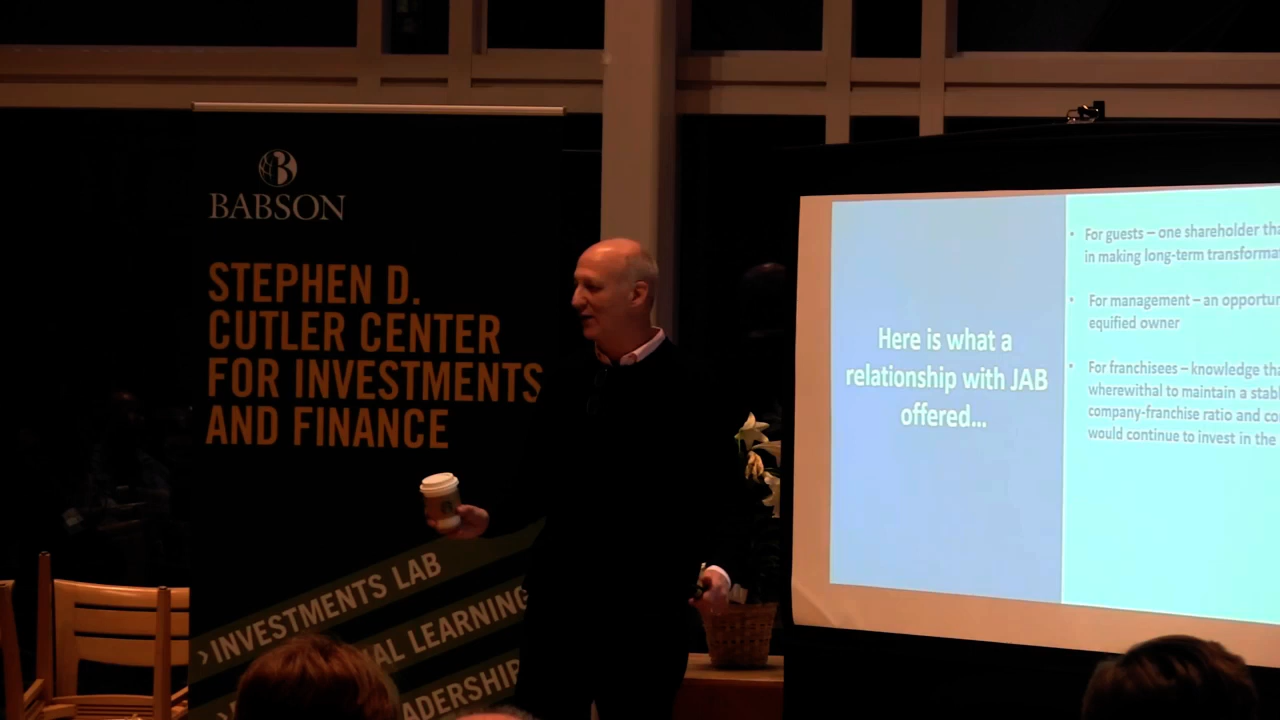 BABSON
STEPHEN D.
CUTLER CENTER
FOR INVESTMENTS
AND FINANCE
›INVESTMENTS LAB
AL LEARNING
ADERSHIP
Here is what a
relationship with JAB
offered...
• For guests – one shareholder tha
in making long-term transforma
• For management – an opportun
equified owner
• For franchisees – knowledge tha
wherewithal to maintain a stabl
company-franchise ratio and co
would continue to invest in the